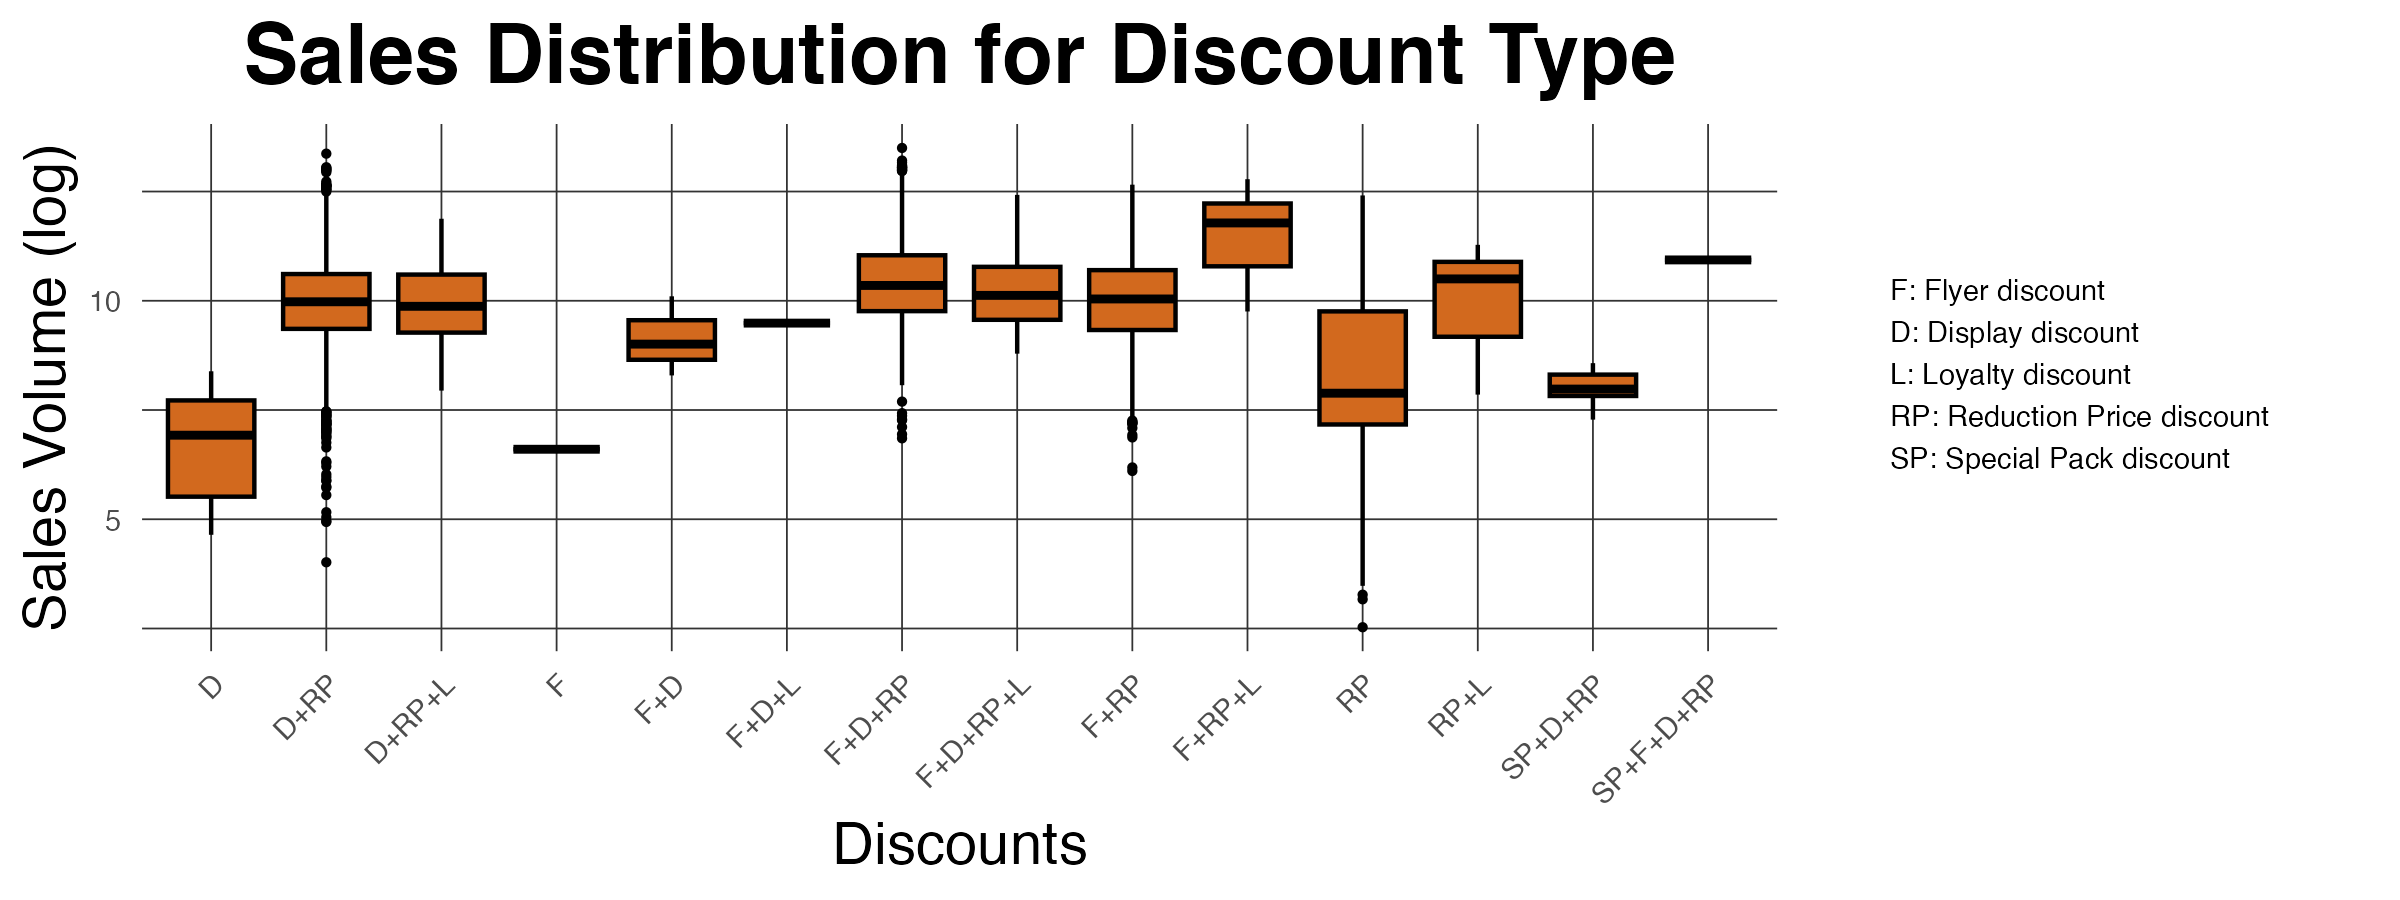 Sales Distribution for Discount Type
Sales Volume (log)
10
5
D
D+RP
D+RP+L
F
F+D
F+D+L
F+D+RP
F+D+RP+L
F+RP
F+RP+L
RP
RP+L
SP+D+RP
SP+F+D+RP
Discounts
F: Flyer discount
D: Display discount
L: Loyalty discount
RP: Reduction Price discount
SP: Special Pack discount